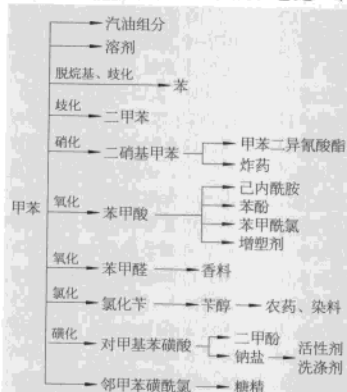 汽油组分
溶剂
脱烷基、歧化 苯
歧化 二甲苯
硝化 二硝基甲苯 甲苯二异氰酸酯
炸药
甲苯 氧化 苯甲酸 己内酰胺
苯酚
苯甲酰氯
增塑剂
氧化 苯甲醛 香料
氯化 氯化苄 苄醇 农药、染料
磺化 对甲基苯磺酸 二甲酚
钠盐 活性剂
洗涤剂
邻甲苯磺酰氯 糖精